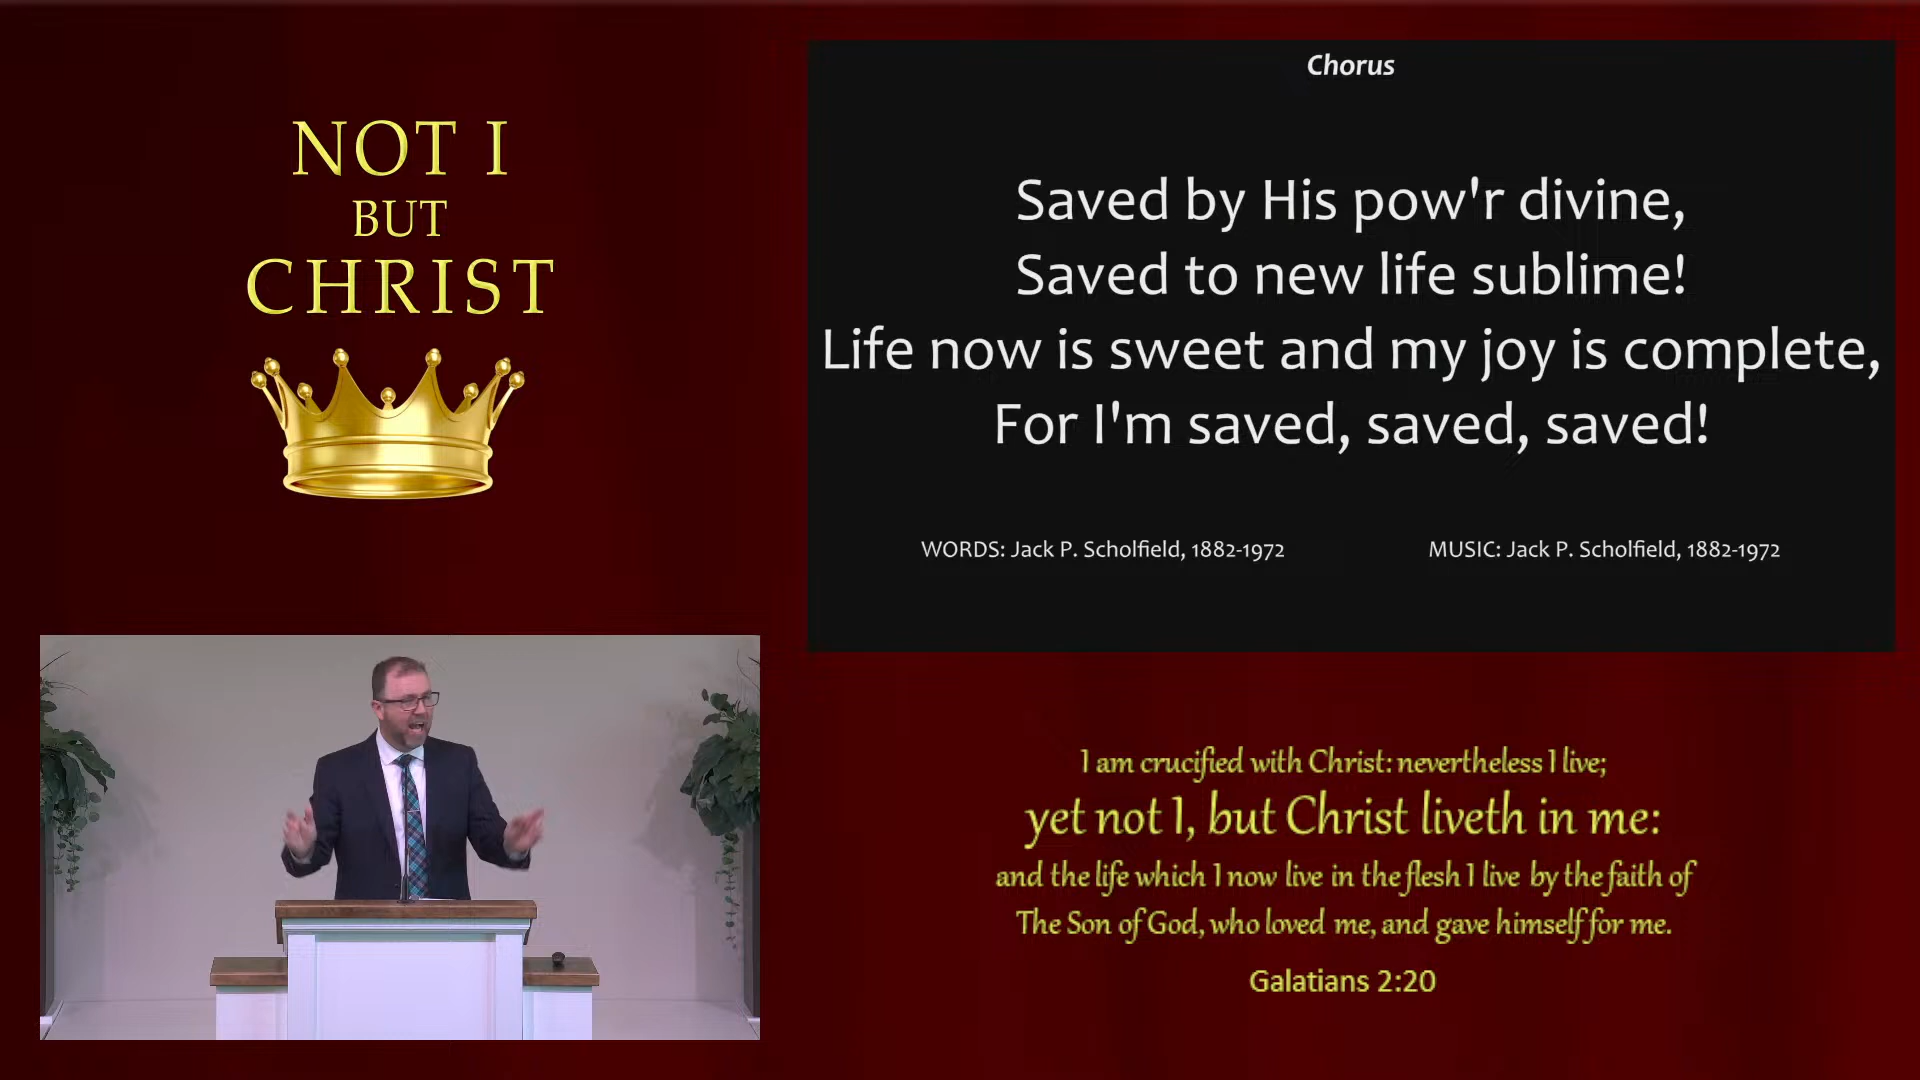 NOT I
BUT
CHRIST
Chorus
Saved by His pow'r divine,
Saved to new life sublime!
Life now is sweet and my joy is complete,
For I'm saved, saved, saved!
WORDS: Jack P. Scholfield, 1882-1972
MUSIC: Jack P. Scholfield, 1882-1972
I am crucified with Christ: nevertheless I live;
yet not I, but Christ liveth in me:
and the life which I now live in the flesh I live by the faith of
The Son of God, who loved me, and gave himself for me.
Galatians 2:20